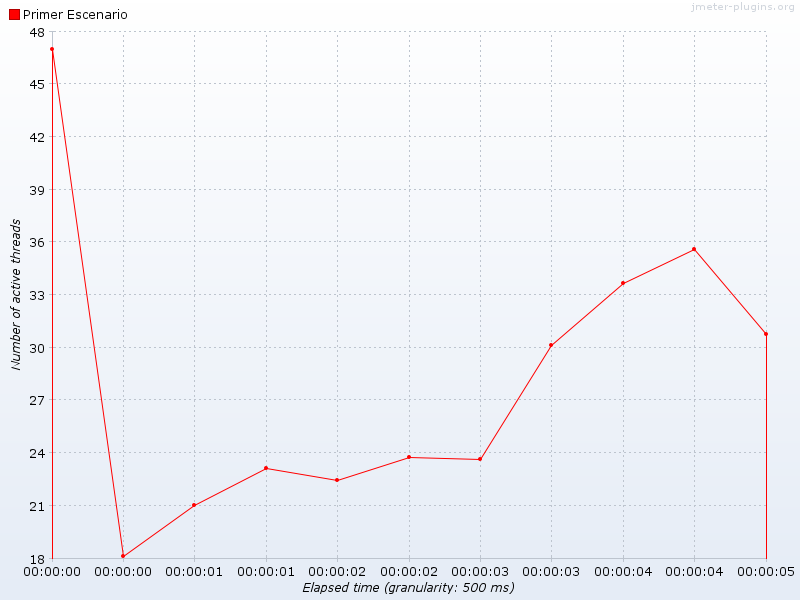 jmeter-plugins.org
Primer Escenario
48
45
42
39
36
33
30
27
24
21
18
Number of active threads
00:00:00 00:00:00 00:00:01 00:00:01 00:00:02 00:00:02 00:00:03 00:00:03 00:00:04 00:00:04 00:00:05
Elapsed time (granularity: 500 ms)